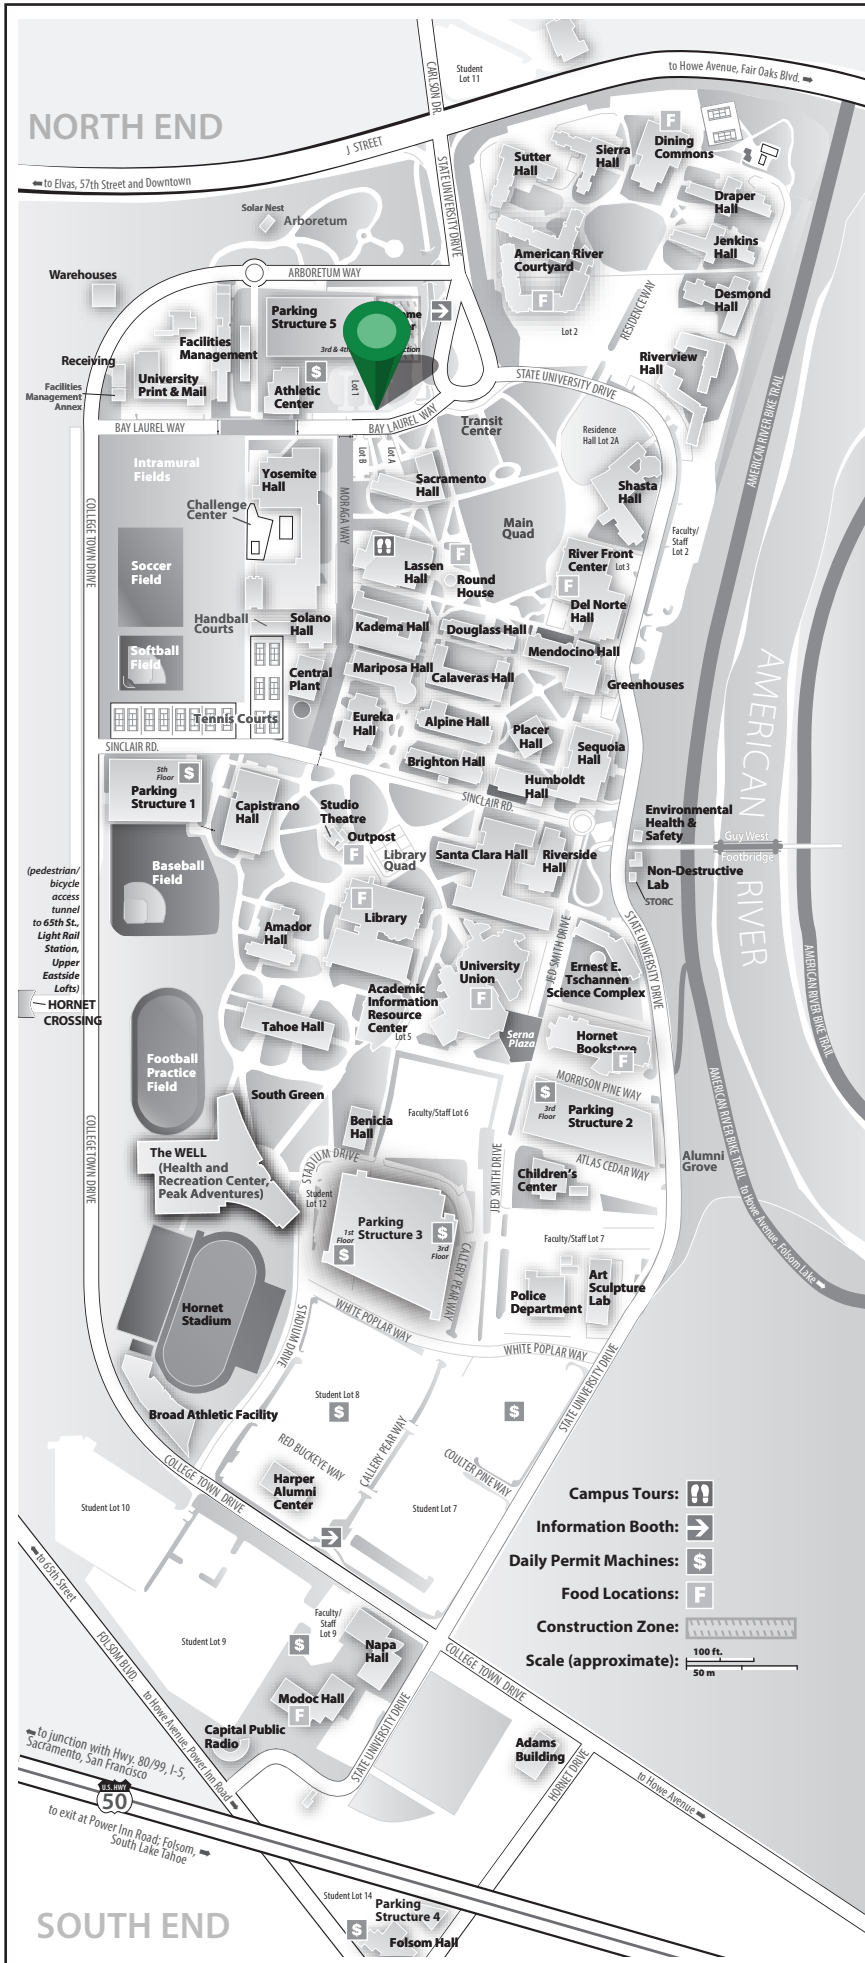 NORTH END
Student
Lot 11
to Howe Avenue, Fair Oaks Blvd.
CARLSON DR.
J STREET
to Elvas, 57th Street and Downtown
STATE UNIVERSITY DRIVE
Sutter
Hall
Sierra
Hall
F
Dining
Commons
Draper
Hall
Jenkins
Hall
Desmond
Hall
American River
Courtyard
F
Solar Nest
Arboretum
ARBORETUM WAY
Warehouses
Parking
Structure 5
3rd & 4th
Lot 2
RESIDENCE WAY
Riverview
Hall
Facilities
Management
Receiving
University
Print & Mail
Facilities
Management
Annex
$
Athletic
Center
Lot 1
STATE UNIVERSITY DRIVE
BAY LAUREL WAY
BAY LAUREL WAY
Transit
Center
Residence
Hall Lot 2A
AMERICAN RIVER BIKE TRAIL
Intramural
Fields
Yosemite
Hall
Lot B
Lot A
Sacramento
Hall
Shasta
Hall
COLLEGE TOWN DRIVE
Challenge
Center
MORAGA WAY
Main
Quad
Faculty/
Staff
Lot 2
Soccer
Field
Lassen
Hall
F
Round
House
River Front
Center
Lot 3
F
Del Norte
Hall
Handball
Courts
Solano
Hall
Kadema Hall
Douglass Hall
Mendocino Hall
Softball
Field
Central
Plant
Mariposa Hall
Calaveras Hall
Greenhouses
AMERICAN RIVER
Tennis Courts
Eureka
Hall
Alpine Hall
Placer
Hall
Sequoia
Hall
SINCLAIR RD.
Brighton Hall
Humboldt
Hall
5th
Floor
$
Parking
Structure 1
Capistrano
Hall
Studio
Theatre
SINCLAIR RD.
Environmental
Health &
Safety
Guy West
Footbridge
Outpost
F
Library
Quad
Santa Clara Hall
Riverside
Hall
Non-Destructive
Lab
STORC
Baseball
Field
(pedestrian/
bicycle
access
tunnel
to 65th St.,
Light Rail
Station,
Upper
Eastside
Lofts)
HORNET
CROSSING
F
Library
Amador
Hall
JED SMITH DRIVE
STATE UNIVERSITY DRIVE
University
Union
F
Ernest E.
Tschannen
Science Complex
Academic
Information
Resource
Center
Lot 5
Tahoe Hall
Serna
Plaza
Hornet
Bookstore
F
AMERICAN RIVER BIKE TRAIL
Football
Practice
Field
South Green
Faculty/Staff Lot 6
MORRISON PINE WAY
$
3rd
Floor
Parking
Structure 2
AMERICAN RIVER BIKE TRAIL
to Howe Avenue, Folsom Lake
COLLEGE TOWN DRIVE
Benicia
Hall
The WELL
(Health and
Recreation Center,
Peak Adventures)
STADIUM DRIVE
JED SMITH DRIVE
ATLAS CEDAR WAY
Alumni
Grove
Children's
Center
Student
Lot 12
Parking
Structure 3
1st
Floor
$
$
3rd
Floor
CALLERY PEAR WAY
Faculty/Staff Lot 7
Police
Department
Art
Sculpture
Lab
Hornet
Stadium
STADIUM DRIVE
WHITE POPLAR WAY
WHITE POPLAR WAY
STATE UNIVERSITY DRIVE
Broad Athletic Facility
Student Lot 8
$
$
RED BUCKEYE WAY
CALLERY PEAR WAY
COULTER PINE WAY
COLLEGE TOWN DRIVE
Harper
Alumni
Center
Student Lot 7
Student Lot 10
Campus Tours:
Information Booth:
Daily Permit Machines: $
Food Locations: F
Construction Zone:
Scale (approximate):
100 ft.
50 m
to 65th Street
FOLSOM BLVD.
to Howe Avenue, Power Inn Road
Student Lot 9
Faculty/
Staff
Lot 9
$
Napa
Hall
Modoc Hall
F
Capital Public
Radio
STATE UNIVERSITY DRIVE
COLLEGE TOWN DRIVE
Adams
Building
HORNET DRIVE
to Howe Avenue
to junction with Hwy. 80/99, I-5,
Sacramento, San Francisco
U.S. HWY
50
to exit at Power Inn Road; Folsom,
South Lake Tahoe
Student Lot 14
Parking
Structure 4
$
Folsom Hall
SOUTH END